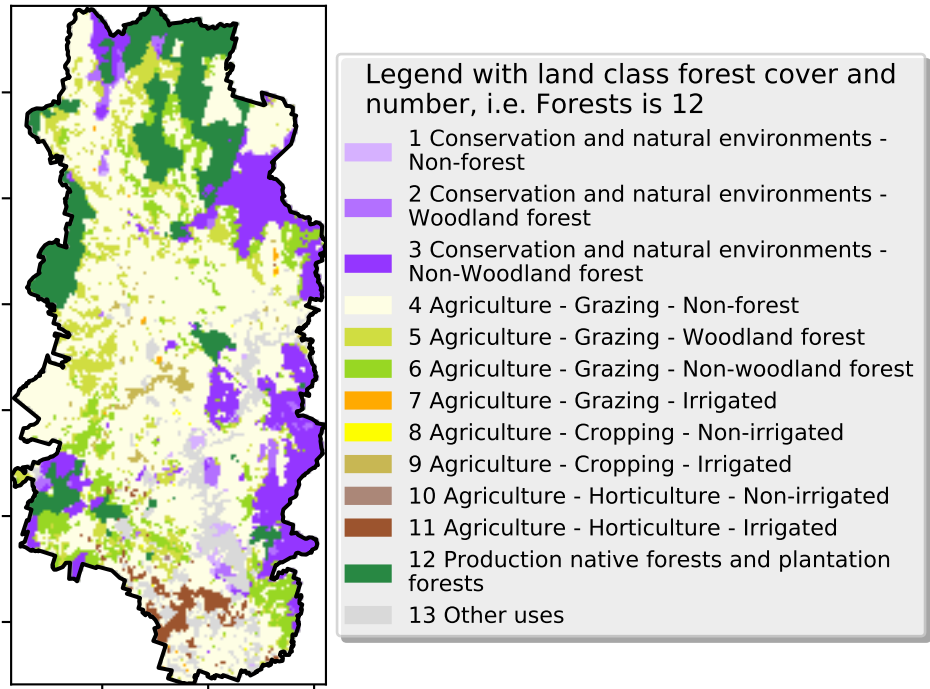 Legend with land class forest cover and
number, i.e. Forests is 12
1 Conservation and natural environments -
Non-forest
2 Conservation and natural environments -
Woodland forest
3 Conservation and natural environments -
Non-Woodland forest
4 Agriculture - Grazing - Non-forest
5 Agriculture - Grazing - Woodland forest
6 Agriculture - Grazing - Non-woodland forest
7 Agriculture - Grazing - Irrigated
8 Agriculture - Cropping - Non-irrigated
9 Agriculture - Cropping - Irrigated
10 Agriculture - Horticulture - Non-irrigated
11 Agriculture - Horticulture - Irrigated
12 Production native forests and plantation
forests
13 Other uses